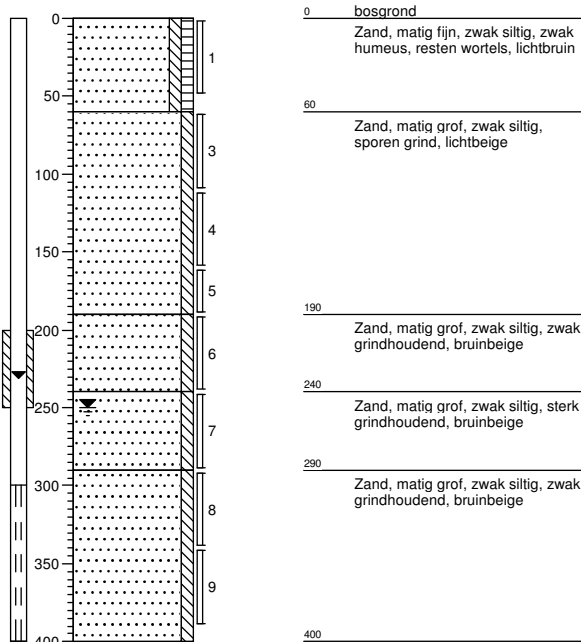 0
50
100
150
200
250
300
350
400
1
3
4
5
6
7
8
9
0 bosgrond
Zand, matig fijn, zwak siltig, zwak
humeus, resten wortels, lichtbruin
60
Zand, matig grof, zwak siltig,
sporen grind, lichtbeige
190
Zand, matig grof, zwak siltig, zwak
grindhoudend, bruinbeige
240
Zand, matig grof, zwak siltig, sterk
grindhoudend, bruinbeige
290
Zand, matig grof, zwak siltig, zwak
grindhoudend, bruinbeige
400